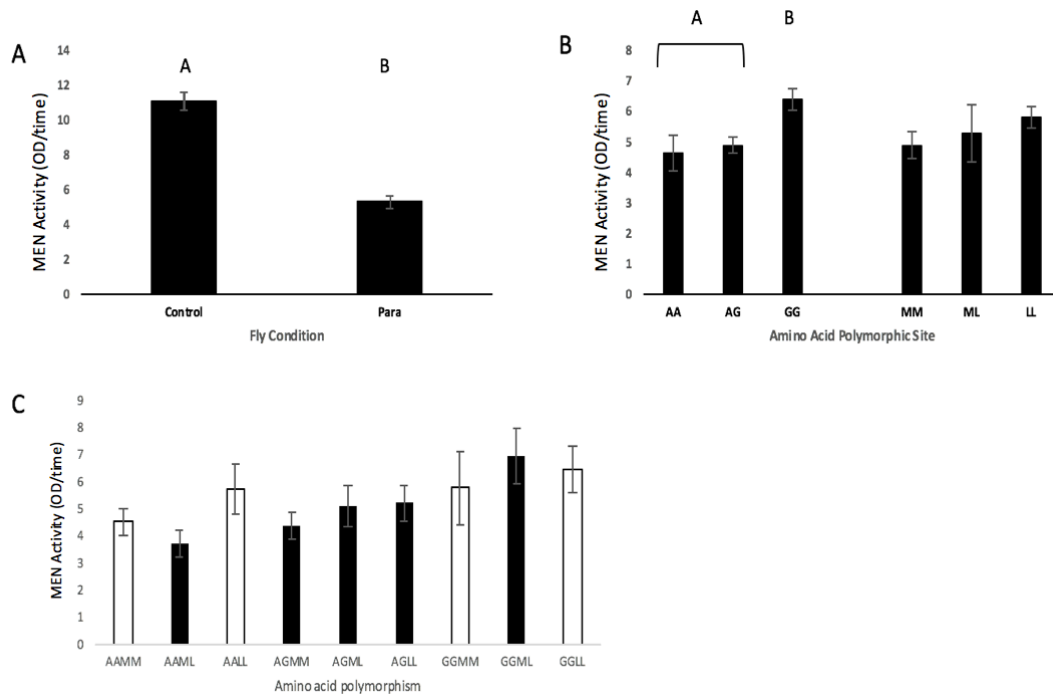 A
MEN Activity (OD/time)
14
12
10
8
6
4
2
0
A
B
Control
Para
Fly Condition
B
MEN Activity (OD/time)
8
7
6
5
4
3
2
1
0
A
B
AA
AG
GG
MM
ML
LL
Amino Acid Polymorphic Site
C
MEN Activity (OD/time)
9
8
7
6
5
4
3
2
1
0
AAMM
AAML
AALL
AGMM
AGML
AGLL
GGMM
GGML
GGLL
Amino acid polymorphism